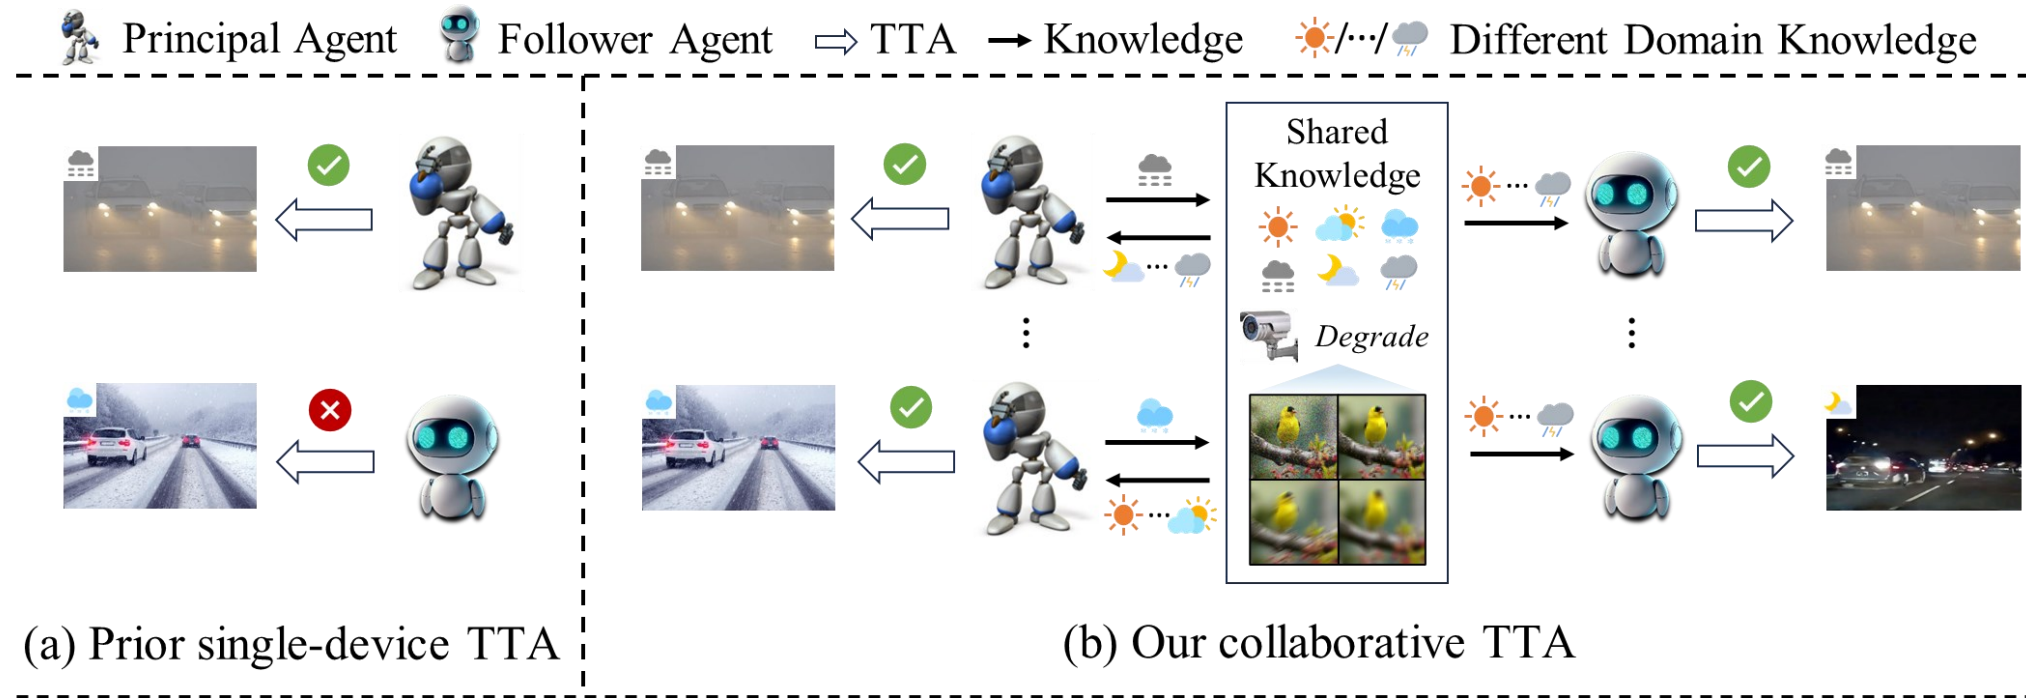 Principal Agent Follower Agent TTA Knowledge /···/ Different Domain Knowledge
Shared
Knowledge
Degrade
(a) Prior single-device TTA
(b) Our collaborative TTA